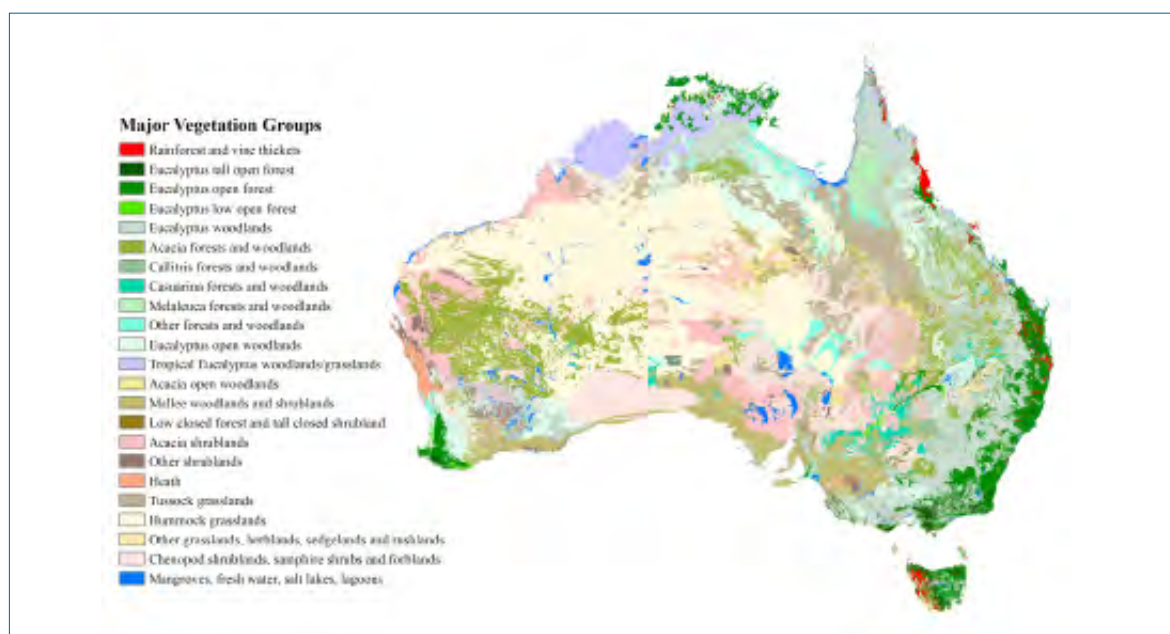 Major Vegetation Groups
Rainforest and vine thickets
Eucalyptus tall open forest
Eucalyptus open forest
Eucalyptus low open forest
Eucalyptus woodlands
Acacia forests and woodlands
Callitris forests and woodlands
Casuarina forests and woodlands
Melaleuca forests and woodlands
Other forests and woodlands
Eucalyptus open woodlands
Tropical Eucalyptus woodlands/grasslands
Acacia open woodlands
Mallee woodlands and shrublands
Low closed forest and tall closed shrubland
Acacia shrublands
Other shrublands
Heath
Tussock grasslands
Hummock grasslands
Other grasslands, herblands, sedgelands and rushlands
Chenopod shrublands, samphire shrubs and forblands
Mangroves, fresh water, salt lakes, lagoons